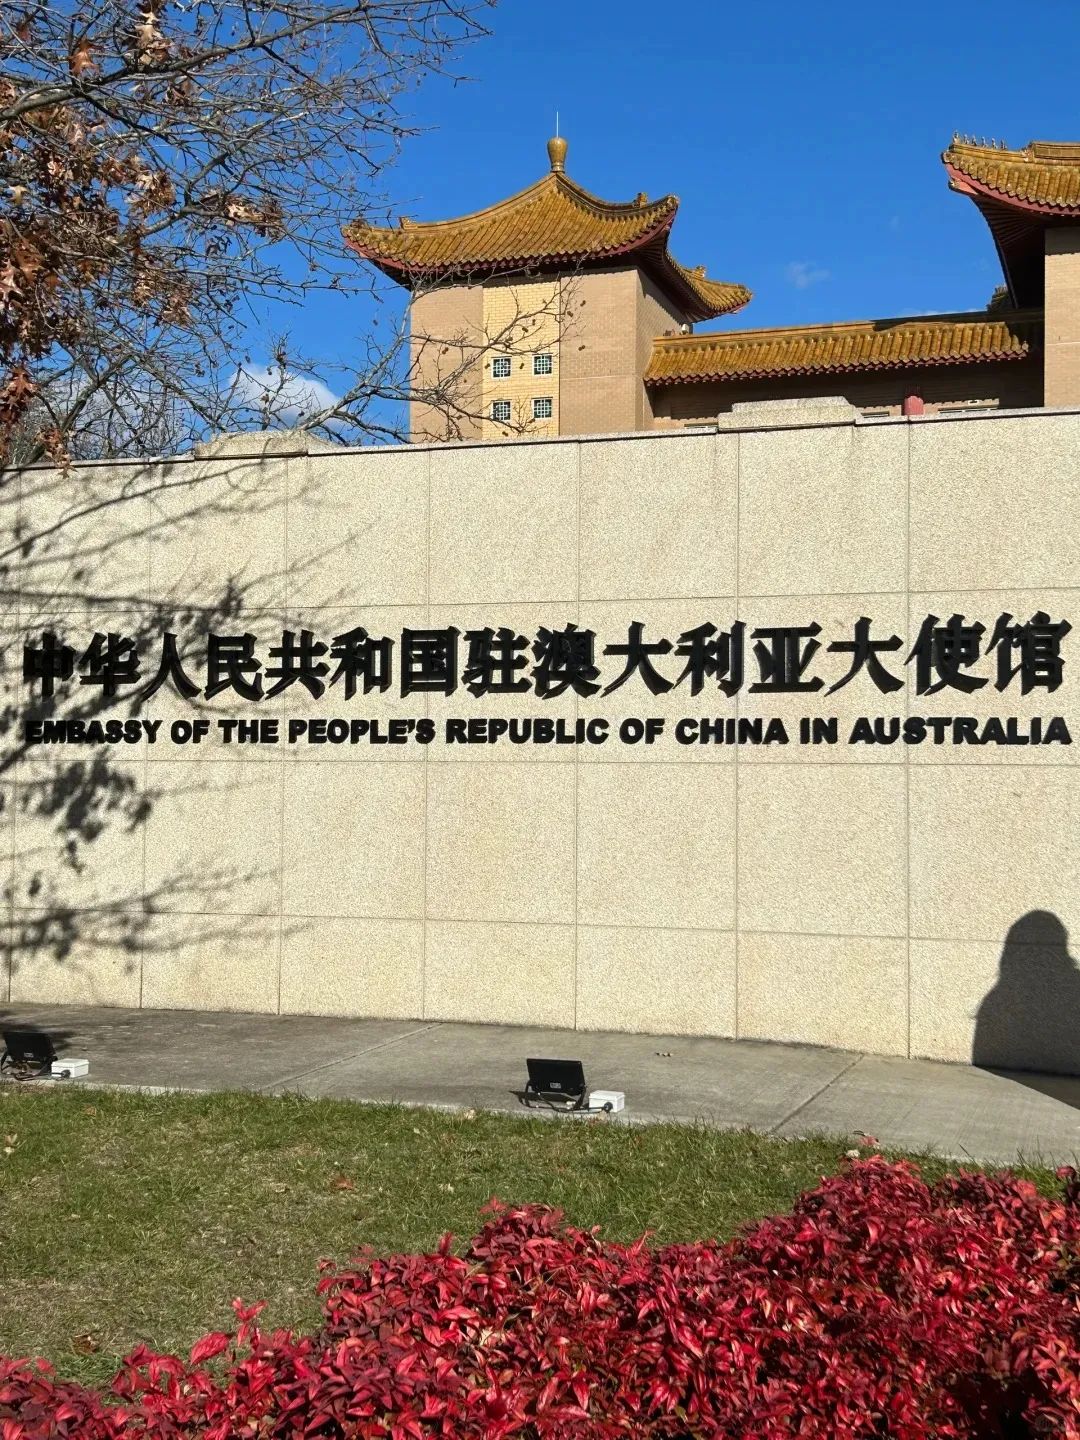 中华人民共和国驻澳大利亚大使馆
EMBASSY OF THE PEOPLE'S REPUBLIC OF CHINA IN AUSTRALIA